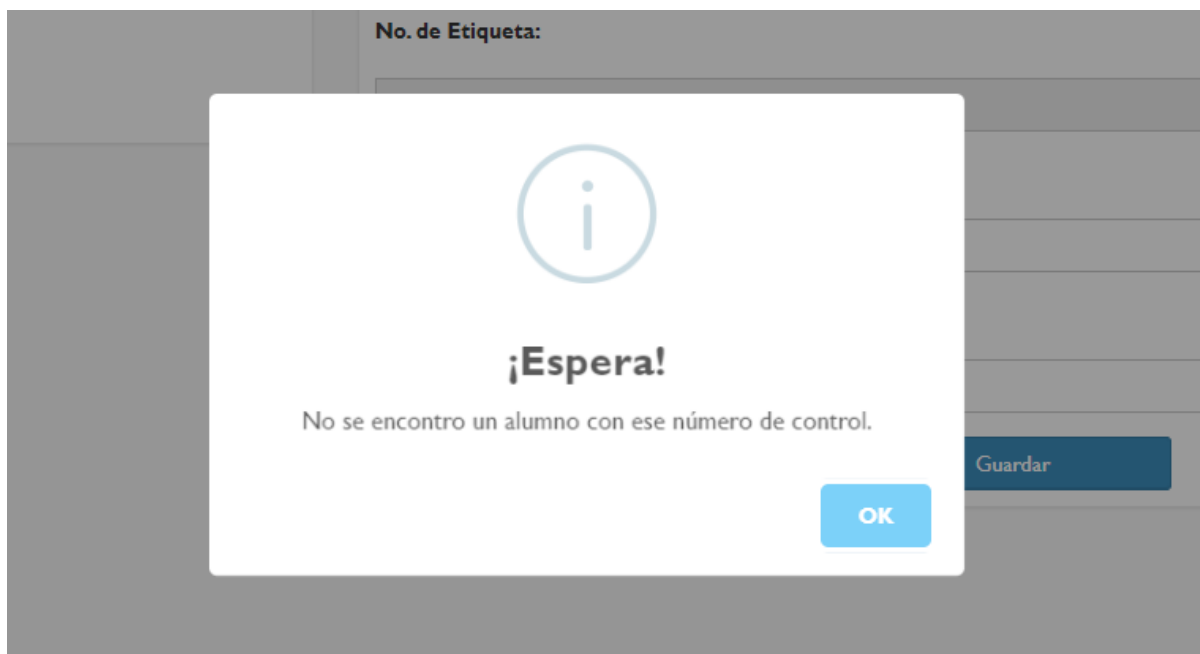 No. de Etiqueta:
¡Espera!
No se encontro un alumno con ese número de control.
Guardar
OK